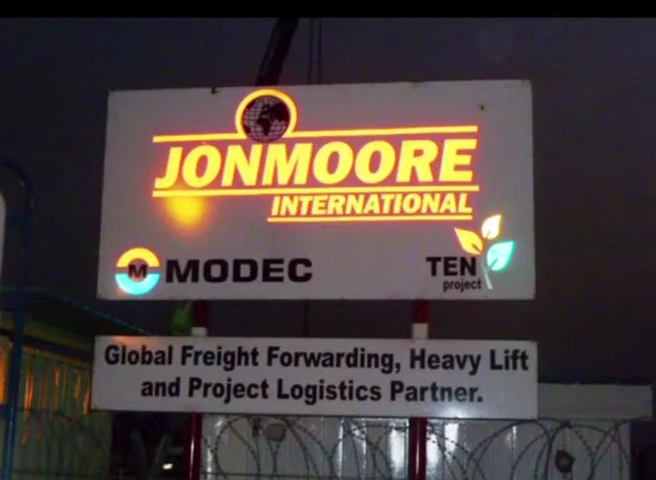 JONMOORE
INTERNATIONAL
M MODEC
TEN
project
Global Freight Forwarding, Heavy Lift
and Project Logistics Partner.